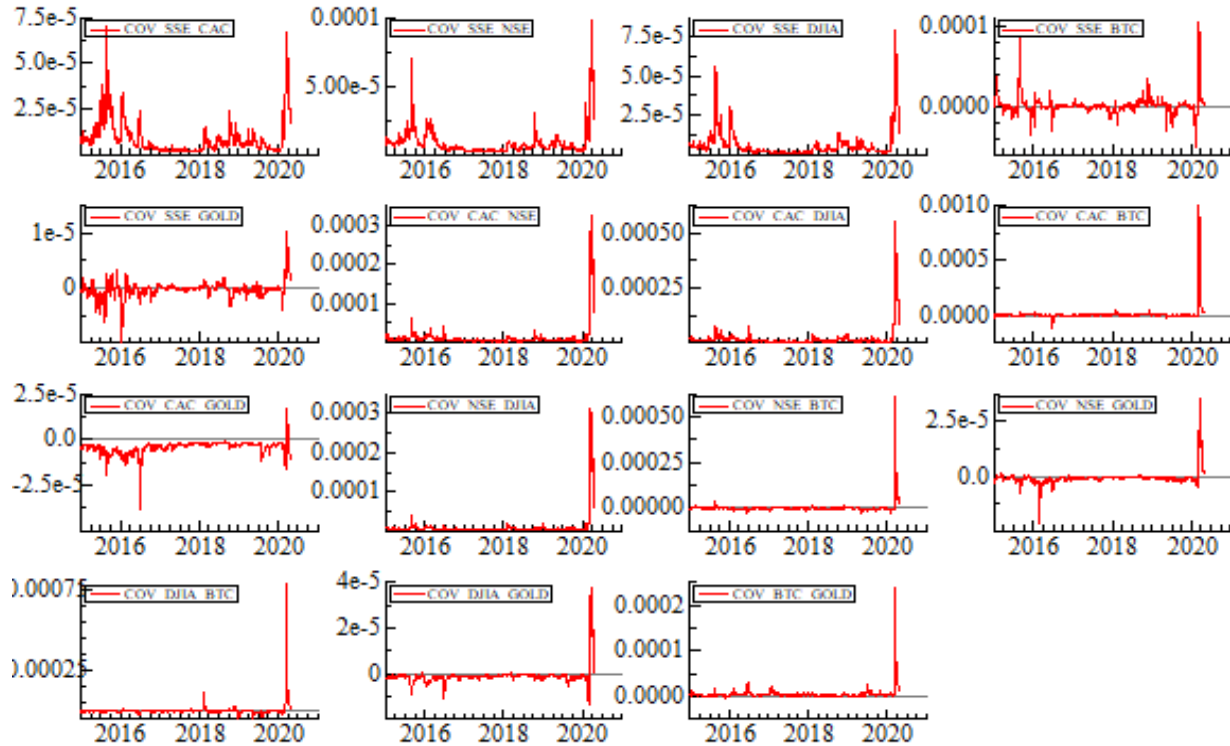 7.5e-5 COV SSE CAC 0.0001 COV SSE NSE COV SSE DJIA COV SSE BTC
7.5e-5 0.0001
5.0e-5 5.00e-5 5.0e-5
2.5e-5 2.5e-5 0.0000
2016 2018 2020 2016 2018 2020 2016 2018 2020 2016 2018 2020
COV SSE GOLD COV CAC NSE COV CAC DJIA 0.0010 COV CAC BTC
1e-5 0.0003 0.00050
0.0002 0.0005
0 0.0001 0.00025 0.0000
2016 2018 2020 2016 2018 2020 2016 2018 2020 2016 2018 2020
2.5e-5 COV CAC GOLD 0.0003 COV NSE DJIA 0.00050 COV NSE BTC COV NSE GOLD
0.0 0.0002 0.00025 2.5e-5
-2.5e-5 0.0001 0.00000 0.0
2016 2018 2020 2016 2018 2020 2016 2018 2020 2016 2018 2020
0.00075 COV DJIA BTC 4e-5 COV DJIA GOLD 0.0002 COV BTC GOLD
2e-5 0.0001
0.00025 0 0.0000
2016 2018 2020 2016 2018 2020 2016 2018 2020